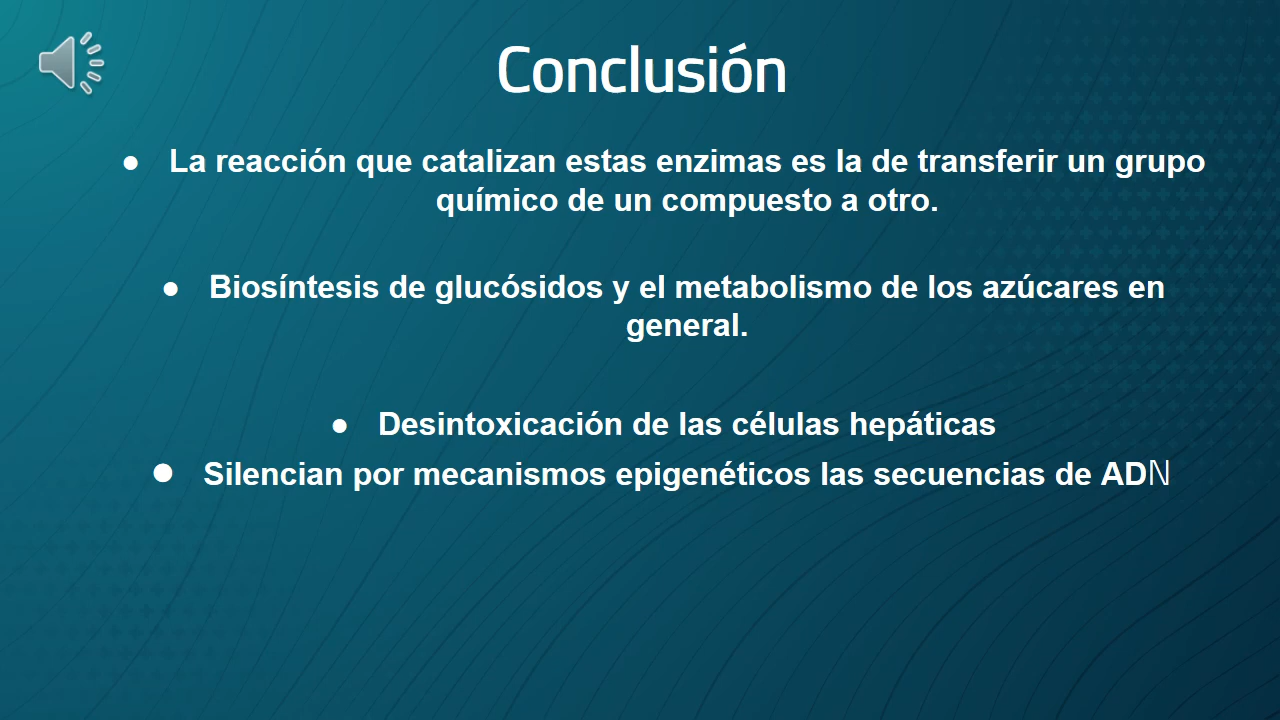 Conclusión
● La reacción que catalizan estas enzimas es la de transferir un grupo
químico de un compuesto a otro.
● Biosíntesis de glucósidos y el metabolismo de los azúcares en
general.
● Desintoxicación de las células hepáticas
● Silencian por mecanismos epigenéticos las secuencias de ADN